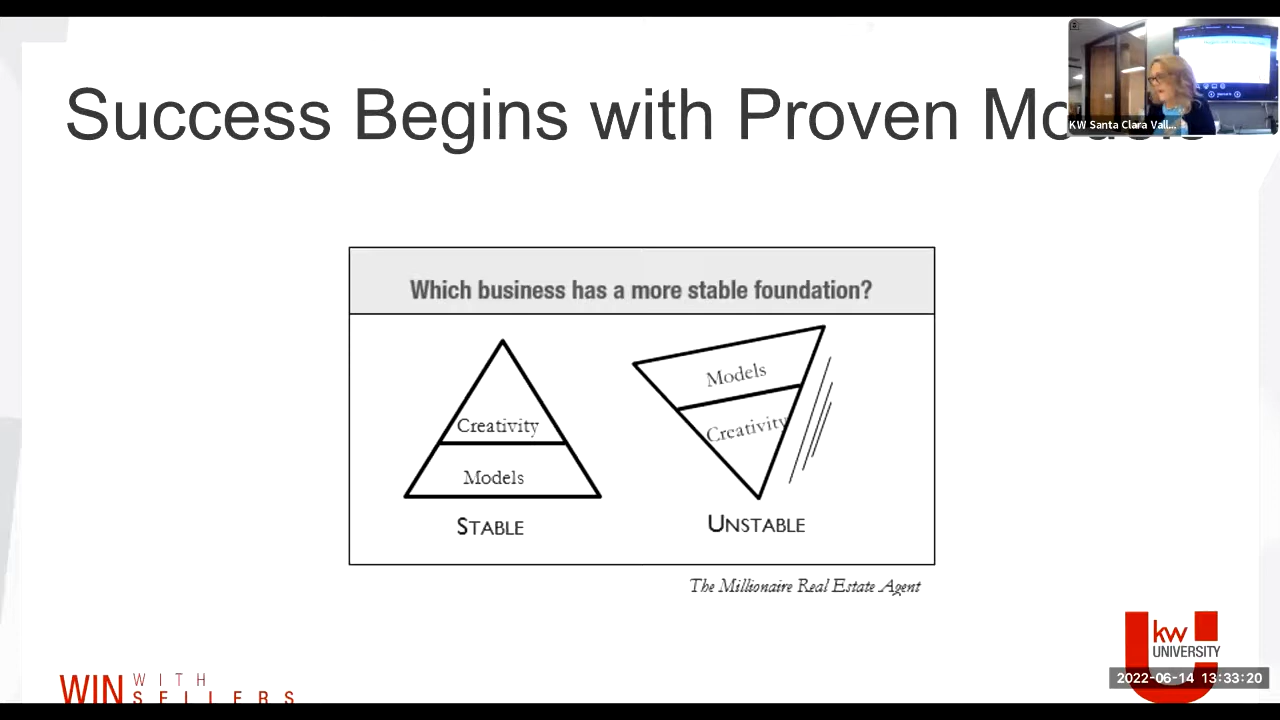 Success Begins with Proven Mo
KW Santa Clara Vall...
Which business has a more stable foundation?
Creativity
Models
STABLE
Models
Creativity
UNSTABLE
The Millionaire Real Estate Agent
kw
UNIVERSITY
2022-06-14 13:33:20
WIN WITH
SELLERS